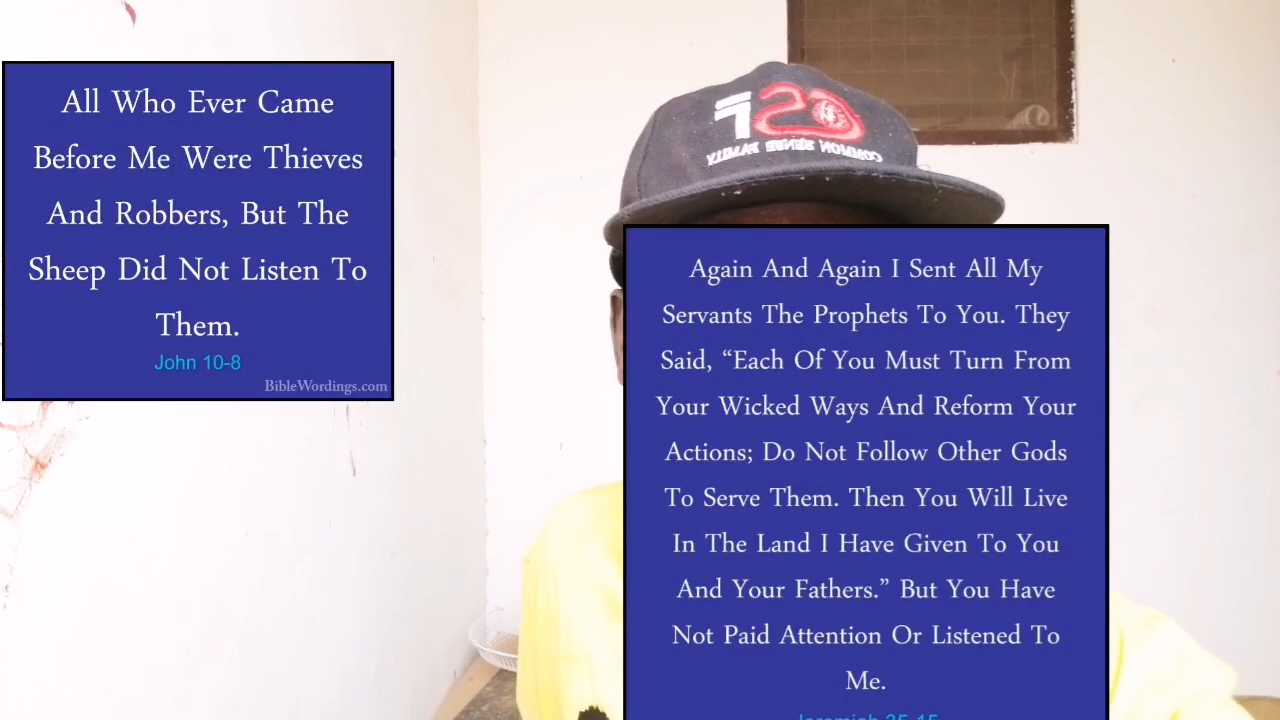 All Who Ever Came
Before Me Were Thieves
And Robbers, But The
Sheep Did Not Listen To
Them.
John 10-8
BibleWordings.com
COMMON SENSE FAMILY
Again And Again I Sent All My
Servants The Prophets To You. They
Said, “Each Of You Must Turn From
Your Wicked Ways And Reform Your
Actions; Do Not Follow Other Gods
To Serve Them. Then You Will Live
In The Land I Have Given To You
And Your Fathers.” But You Have
Not Paid Attention Or Listened To
Me.
Jeremiah 35-15